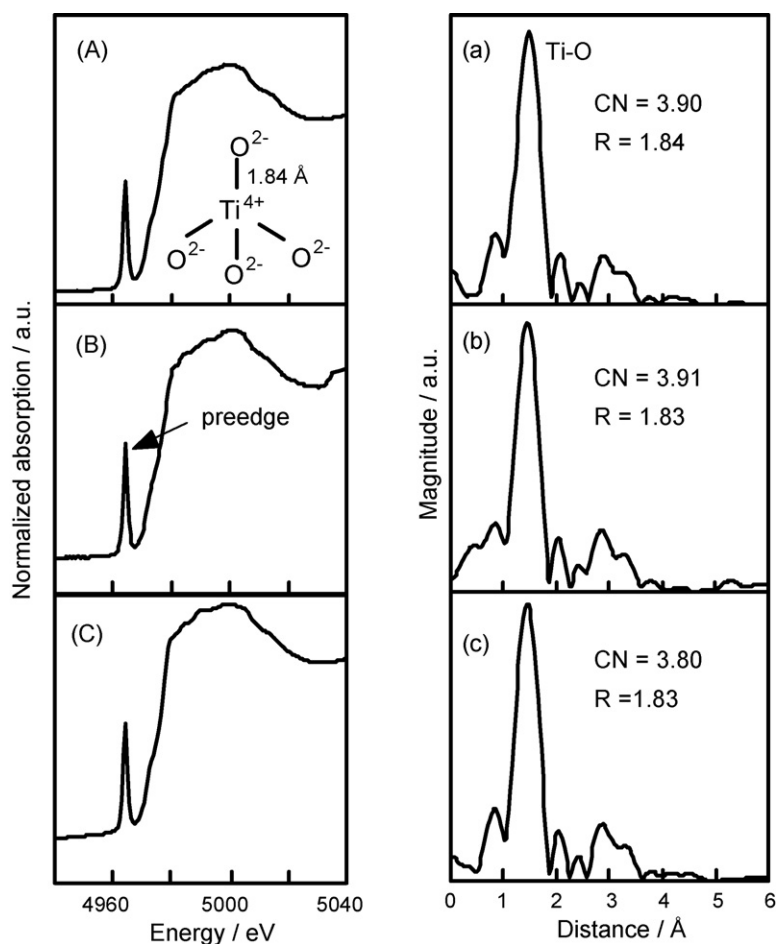 Normalized absorption / a.u.
(A)
O²⁻
1.84 Å
Ti⁴⁺
O²⁻ O²⁻ O²⁻
(B)
preedge
(C)
4960 5000 5040
Energy / eV
Magnitude / a.u.
(a)
Ti-O
CN = 3.90
R = 1.84
(b)
CN = 3.91
R = 1.83
(c)
CN = 3.80
R =1.83
0 1 2 3 4 5 6
Distance / Å